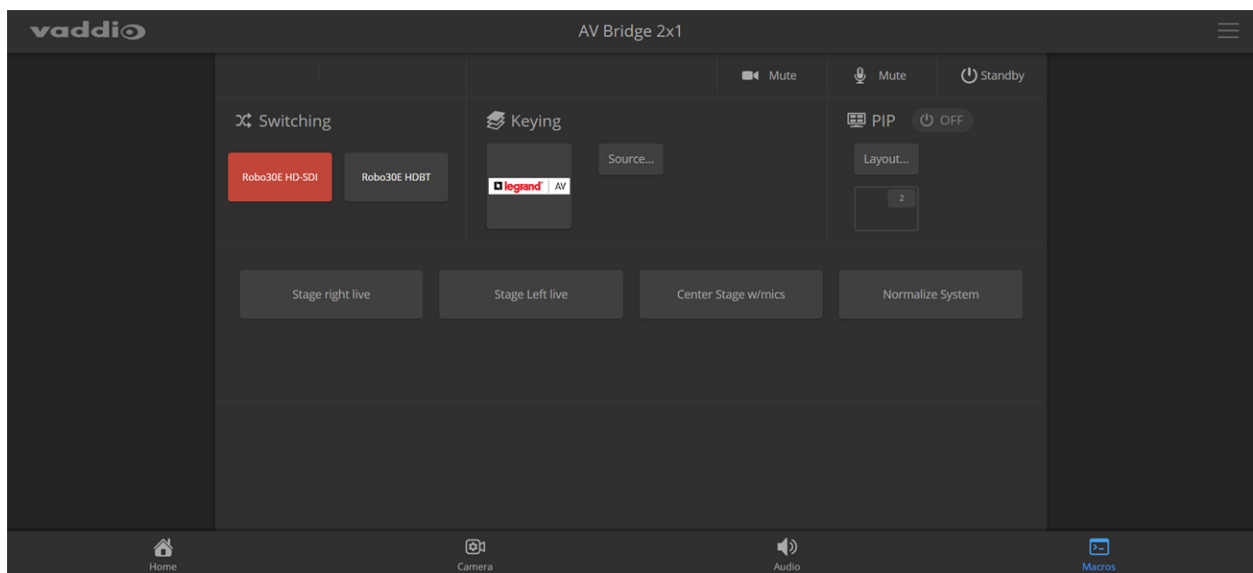 vaddio
AV Bridge 2x1
Mute
Mute
Standby
Switching
Keying
PIP
OFF
Robo30E HD-SDI
Robo30E HDBT
legrand® AV
Source...
Layout...
2
Stage right live
Stage Left live
Center Stage w/mics
Normalize System
Home
Camera
Audio
Macros